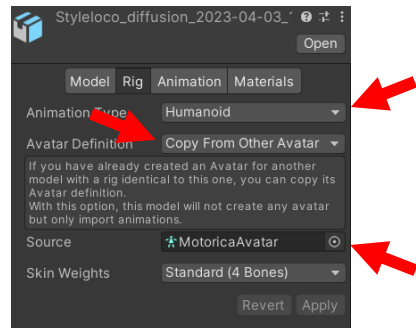 Styleloco_diffusion_2023-04-03_
Open
Model Rig Animation Materials
Animation Type Humanoid
Avatar Definition Copy From Other Avatar
If you have already created an Avatar for another
model with a rig identical to this one, you can copy its
Avatar definition.
With this option, this model will not create any avatar
but only import animations.
Source MotoricaAvatar
Skin Weights Standard (4 Bones)
Revert Apply